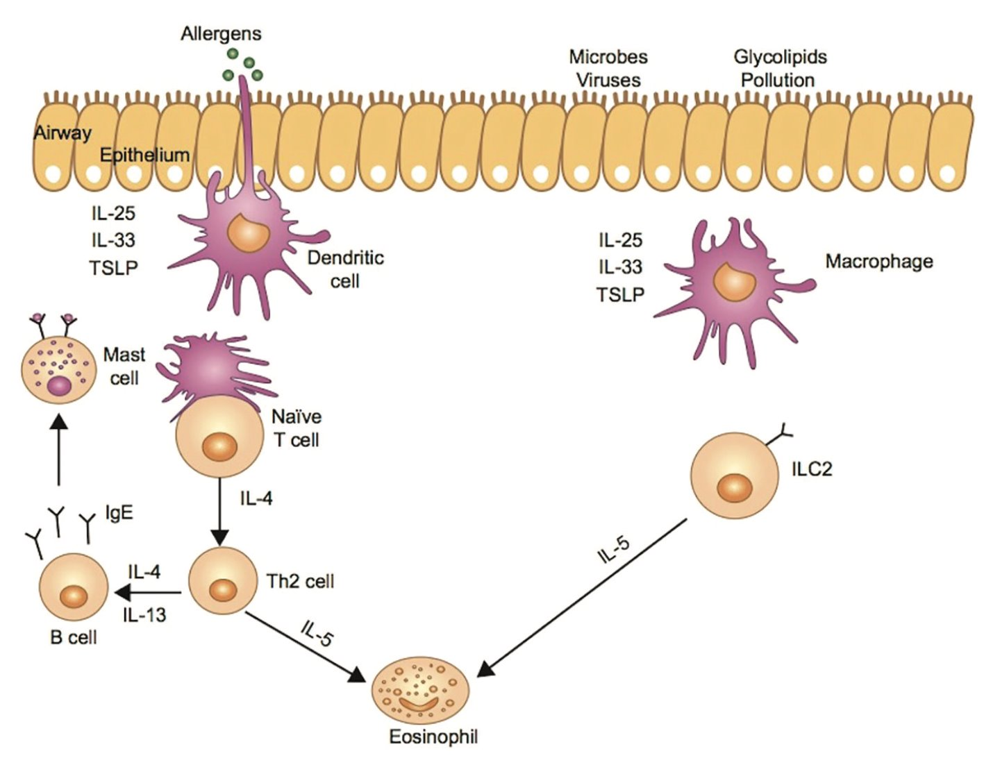 Allergens
Microbes
Viruses
Glycolipids
Pollution
Airway
Epithelium
IL-25
IL-33
TSLP
Dendritic
cell
IL-25
IL-33
TSLP
Macrophage
Mast
cell
Naïve
T cell
IL-4
IgE
ILC2
IL-4
IL-13
Th2 cell
B cell
IL-5
IL-5
Eosinophil